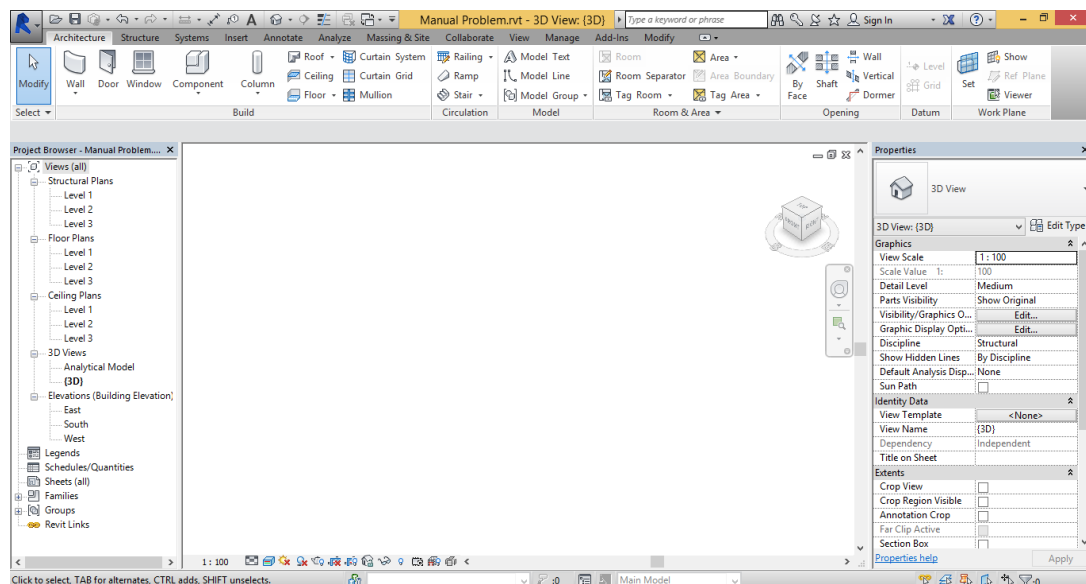 Manual Problem.rvt - 3D View: {3D} Type a keyword or phrase Sign In
Architecture Structure Systems Insert Annotate Analyze Massing & Site Collaborate View Manage Add-Ins Modify
Modify Wall Door Window Component Column
Roof Curtain System
Ceiling Curtain Grid
Floor Mullion
Railing
Ramp
Stair
Model Text
Model Line
Model Group
Room
Room Separator
Tag Room
Area
Area Boundary
Tag Area
By Face
Shaft
Wall
Vertical
Dormer
Level
Grid
Set
Show
Ref Plane
Viewer
Select Build Circulation Model Room & Area Opening Datum Work Plane
Project Browser - Manual Problem....
Views (all)
Structural Plans
Level 1
Level 2
Level 3
Floor Plans
Level 1
Level 2
Level 3
Ceiling Plans
Level 1
Level 2
Level 3
3D Views
Analytical Model
{3D}
Elevations (Building Elevation)
East
South
West
Legends
Schedules/Quantities
Sheets (all)
Families
Groups
Revit Links
TOP
FRONT
Properties
3D View
3D View: {3D} Edit Type
Graphics
View Scale 1 : 100
Scale Value 1: 100
Detail Level Medium
Parts Visibility Show Original
Visibility/Graphics O... Edit...
Graphic Display Opti... Edit...
Discipline Structural
Show Hidden Lines By Discipline
Default Analysis Disp... None
Sun Path
Identity Data
View Template <None>
View Name {3D}
Dependency Independent
Title on Sheet
Extents
Crop View
Crop Region Visible
Annotation Crop
Far Clip Active
Section Box
Properties help Apply
1 : 100
Click to select, TAB for alternates, CTRL adds, SHIFT unselects. :0 Main Model :0